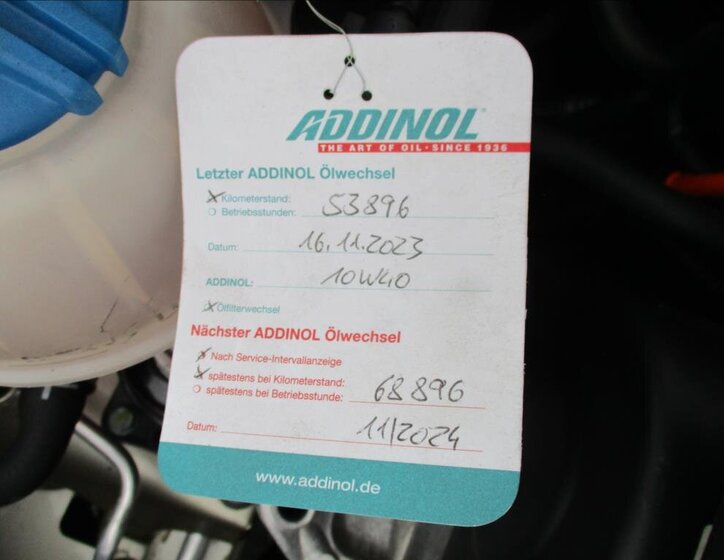 ADDINOL
THE ART OF OIL · SINCE 1936
Letzter ADDINOL Ölwechsel
Kilometerstand: 53896
Betriebsstunden:
Datum: 16.11.2023
ADDINOL: 10W40
Ölfilterwechsel
Nächster ADDINOL Ölwechsel
Nach Service-Intervallanzeige
spätestens bei Kilometerstand: 68896
spätestens bei Betriebsstunde:
Datum: 11/2024
www.addinol.de